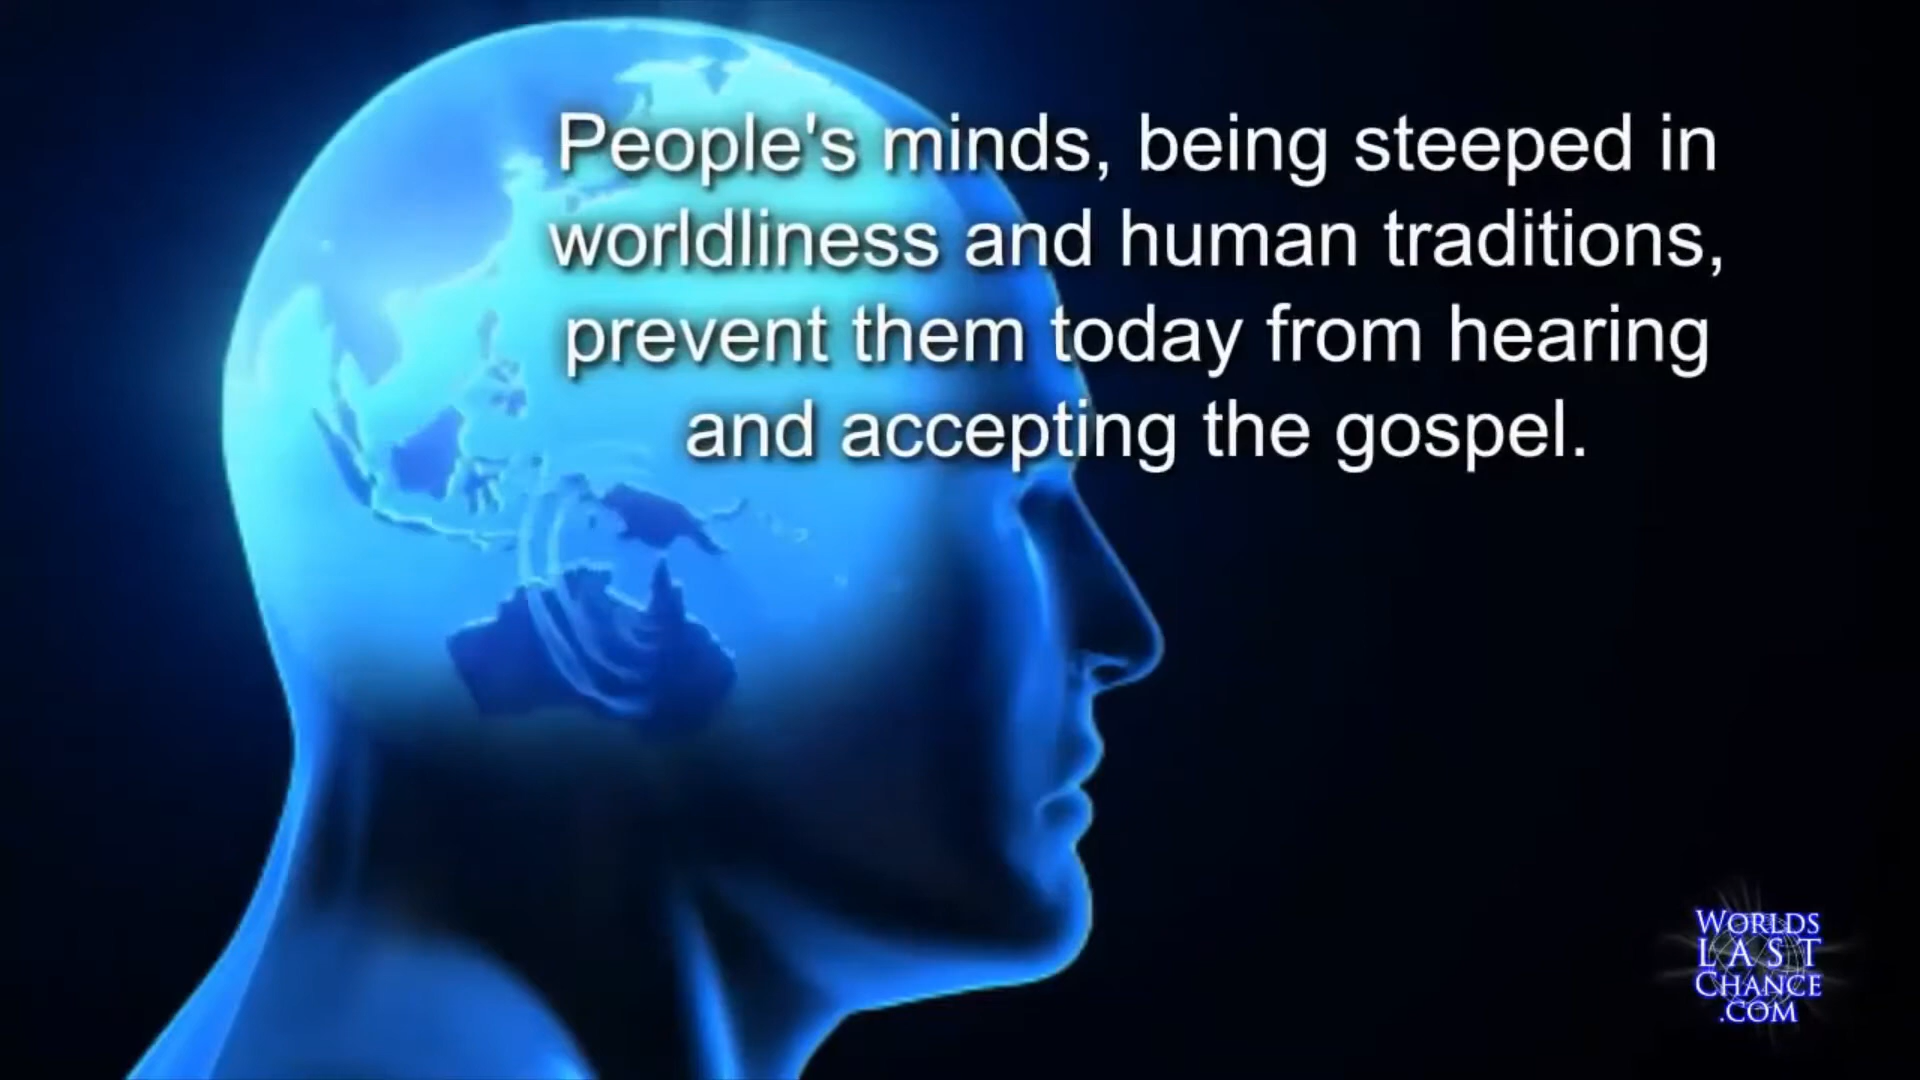 People's minds, being steeped in
worldliness and human traditions,
prevent them today from hearing
and accepting the gospel.
WORLDS
LAST
CHANCE
.COM